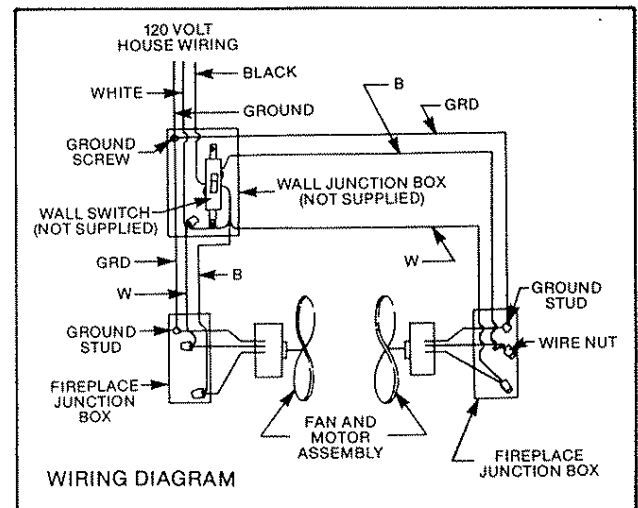 120 VOLT
HOUSE WIRING
BLACK
WHITE
B
GRD
GROUND
GROUND
SCREW
WALL JUNCTION BOX
(NOT SUPPLIED)
WALL SWITCH
(NOT SUPPLIED)
GRD
B
W
W
GROUND
STUD
GROUND
STUD
WIRE NUT
FIREPLACE
JUNCTION
BOX
FAN AND
MOTOR
ASSEMBLY
FIREPLACE
JUNCTION BOX
WIRING DIAGRAM